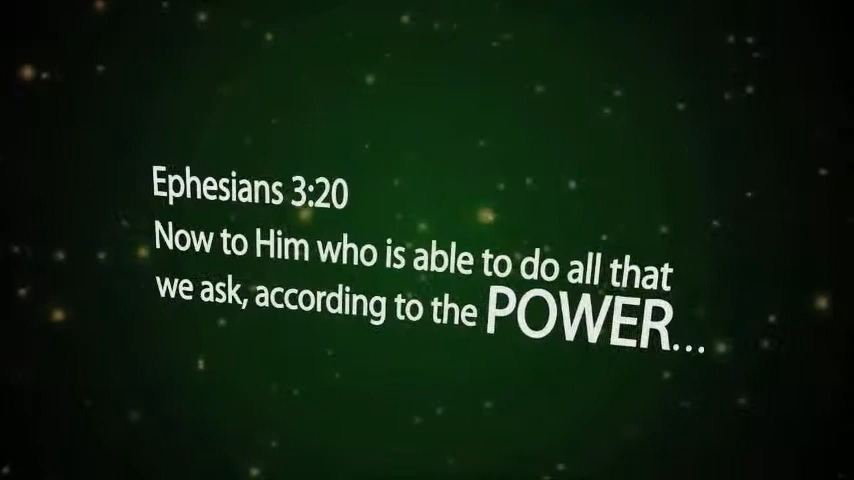 Ephesians 3:20
Now to Him who is able to do all that
we ask, according to the POWER...